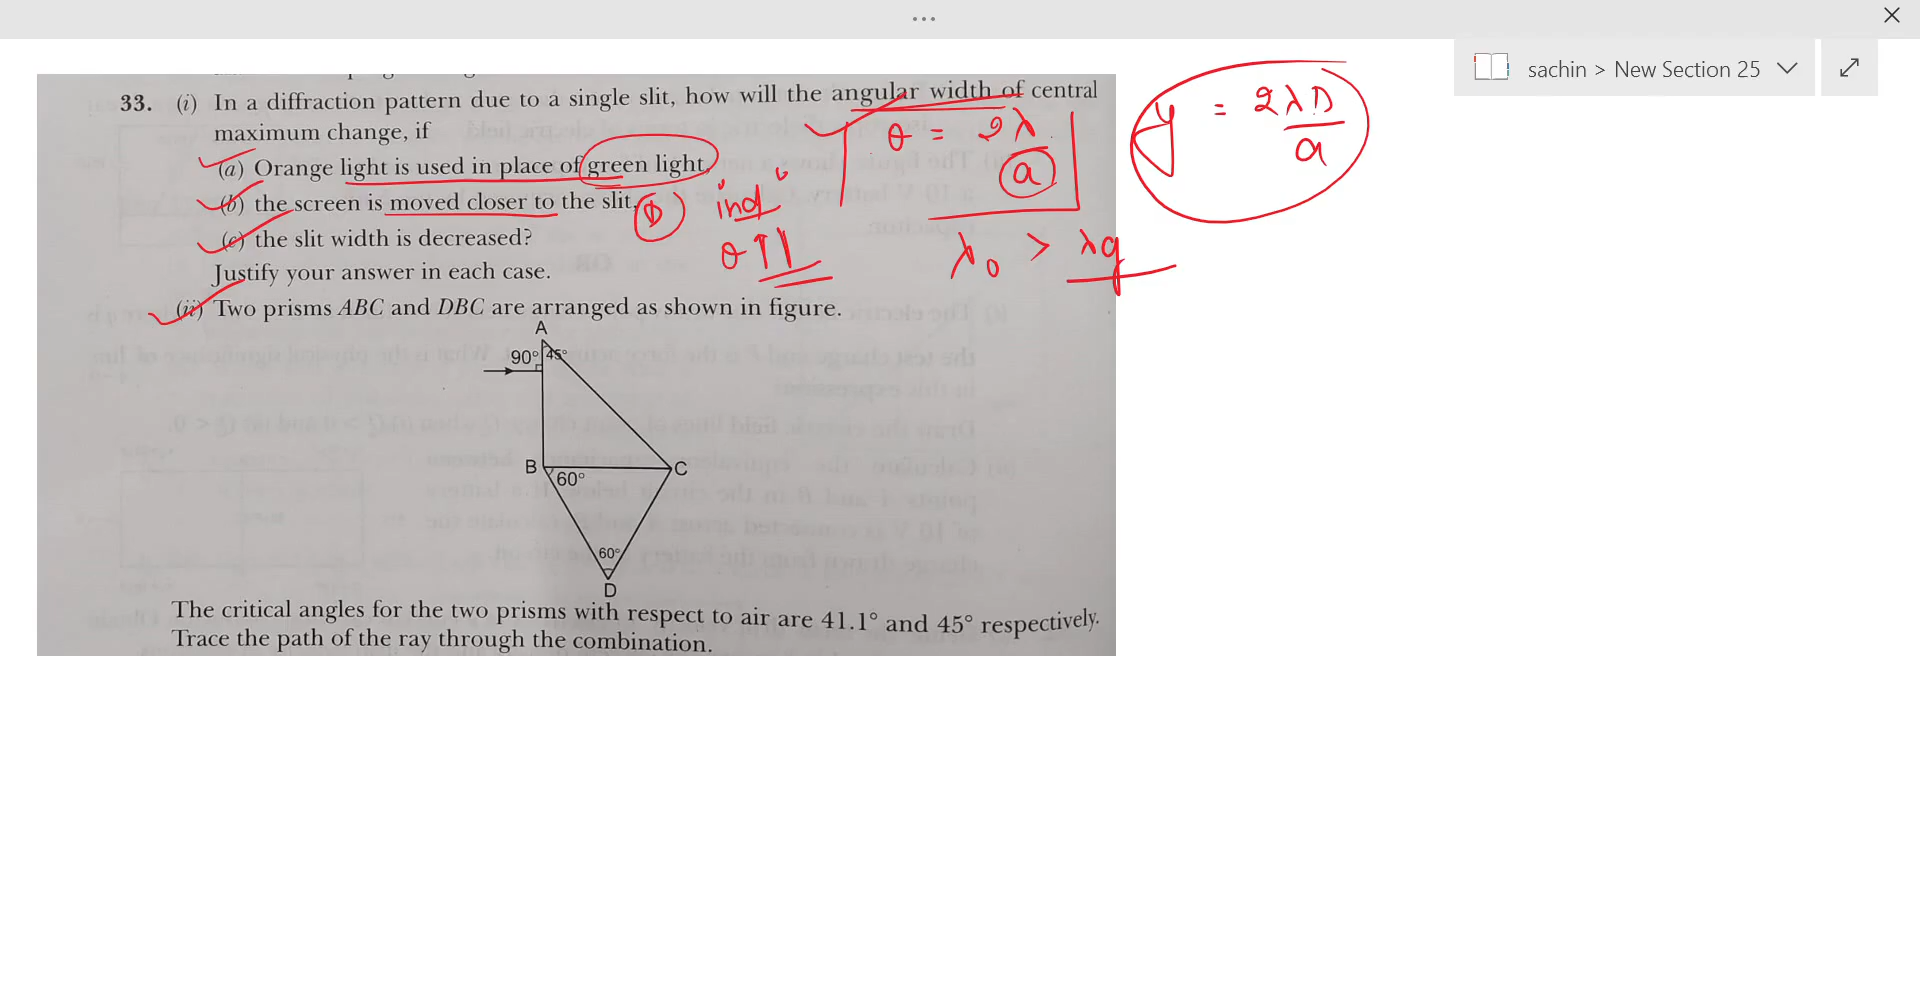 sachin > New Section 25
33. (i) In a diffraction pattern due to a single slit, how will the angular width of central
maximum change, if
(a) Orange light is used in place of green light,
(b) the screen is moved closer to the slit,
(c) the slit width is decreased?
Justify your answer in each case.
(ii) Two prisms ABC and DBC are arranged as shown in figure.
θ = 2λ
a
y = 2λD
a
D
ind
θ ↑↑
λ₀ > λg
A
90° 45°
B
C
60°
60°
D
The critical angles for the two prisms with respect to air are 41.1° and 45° respectively.
Trace the path of the ray through the combination.